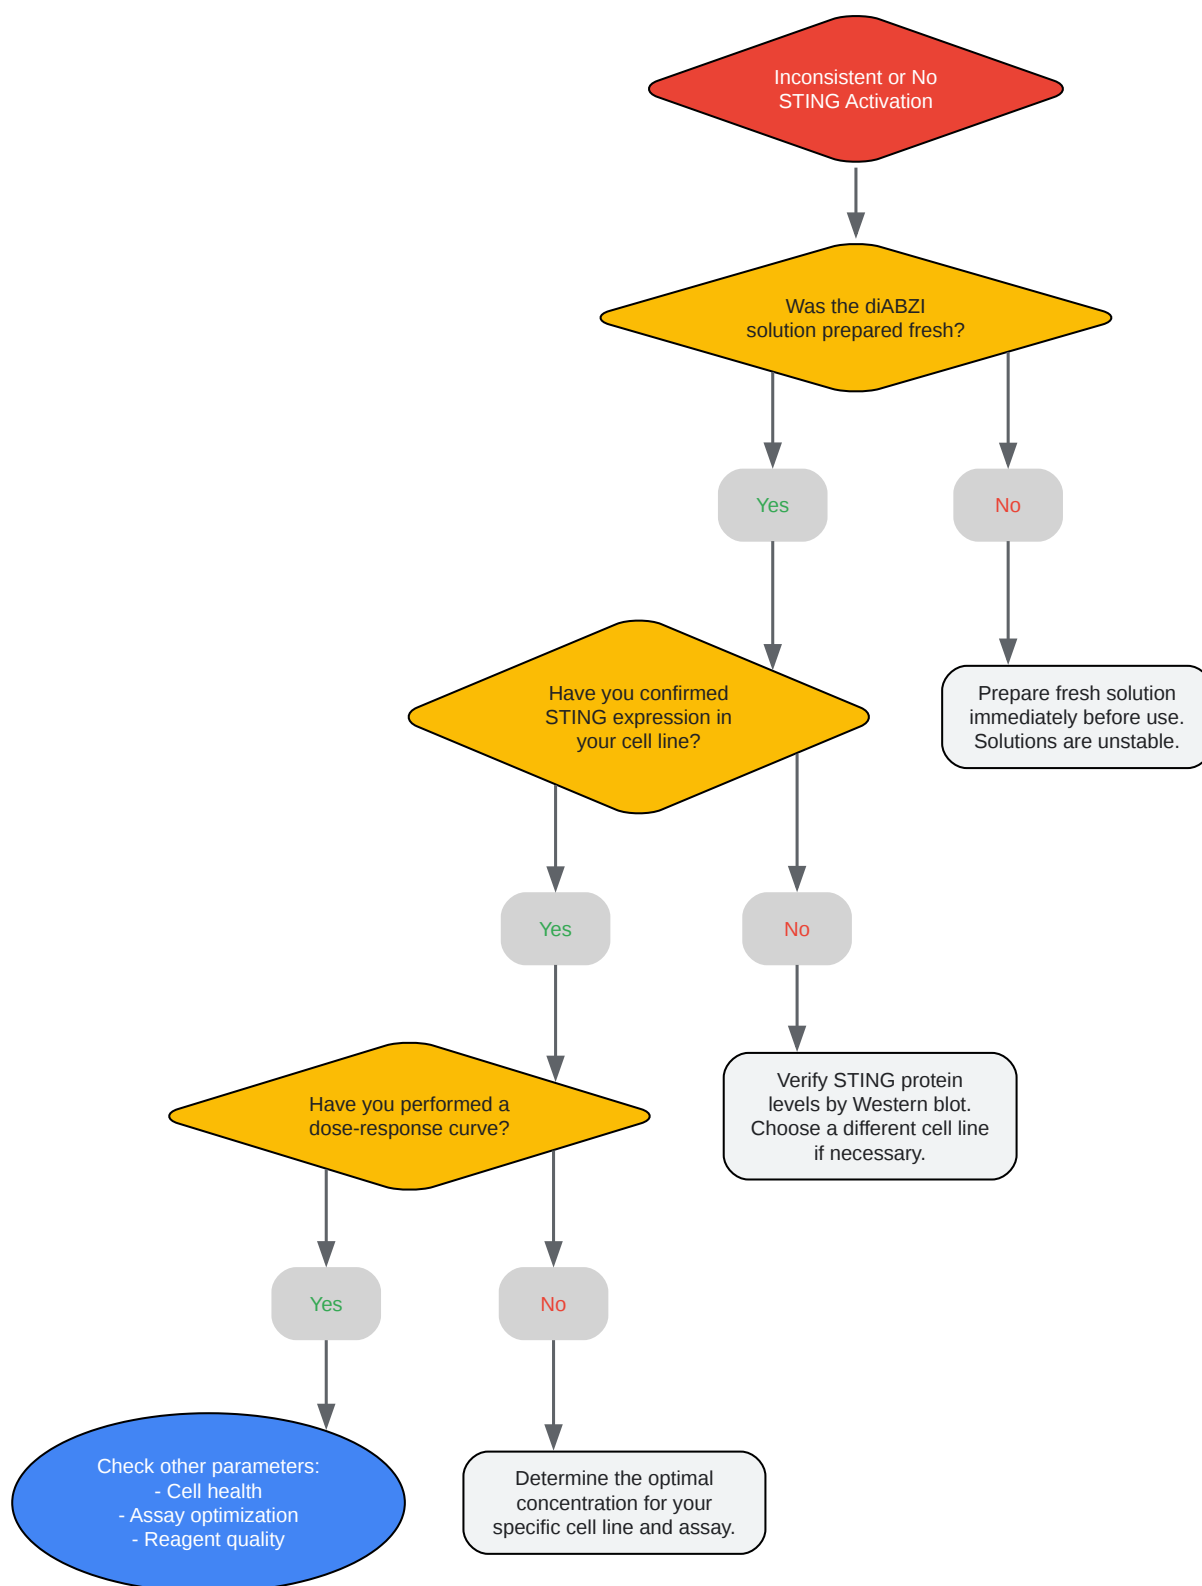 Inconsistent or No
STING Activation
Was the diABZI
solution prepared fresh?
Yes
No
Have you confirmed
STING expression in
your cell line?
Prepare fresh solution
immediately before use.
Solutions are unstable.
Yes
No
Have you performed a
dose-response curve?
Verify STING protein
levels by Western blot.
Choose a different cell line
if necessary.
Yes
No
Check other parameters:
- Cell health
- Assay optimization
- Reagent quality
Determine the optimal
concentration for your
specific cell line and assay.